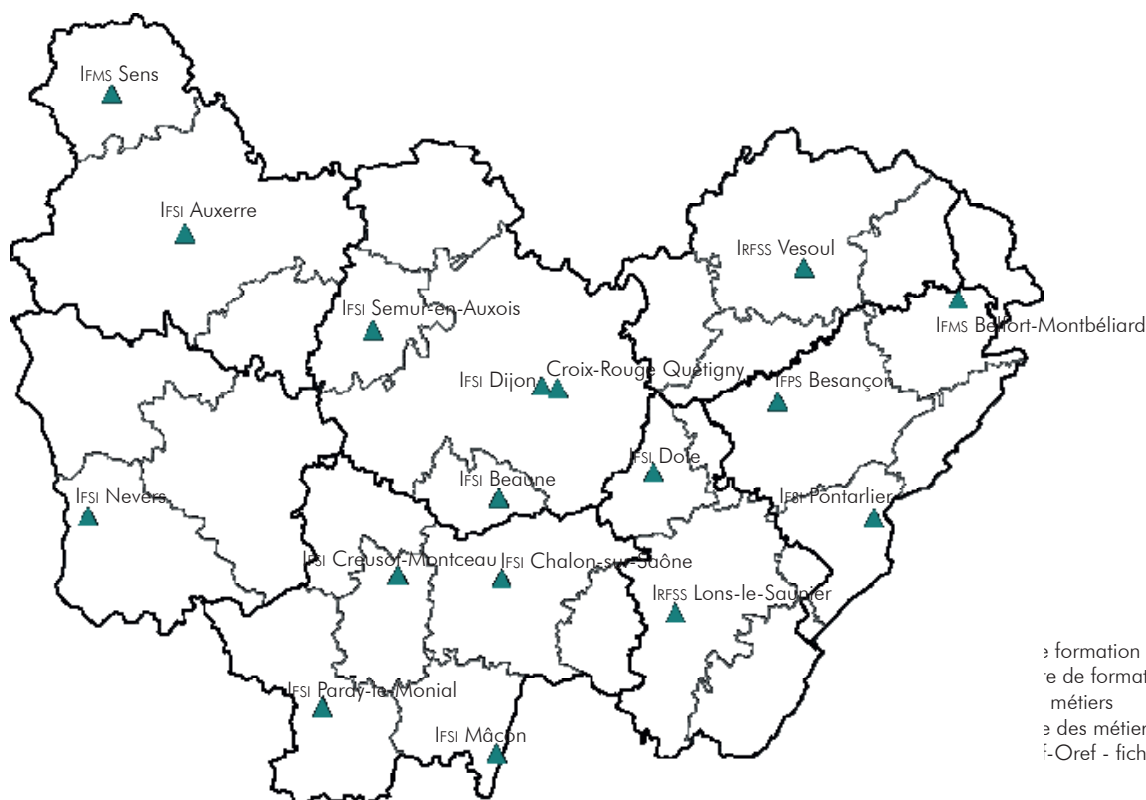 IFMS Sens
IFSI Auxerre
IRFSS Vesoul
IFSI Semur-en-Auxois
IFMS Belfort-Montbéliard
IFSI Dijon
Croix-Rouge Quétigny
IFPS Besançon
IFSI Dole
IFSI Beaune
IFSI Nevers
IFSI Pontarlier
IFSI Creusot-Montceau
IFSI Chalon-sur-Saône
IRFSS Lons-le-Saunier
IFSI Paray-le-Monial
IFSI Mâcon
e formation
re de format
métiers
e des métier
f-Oref - fich